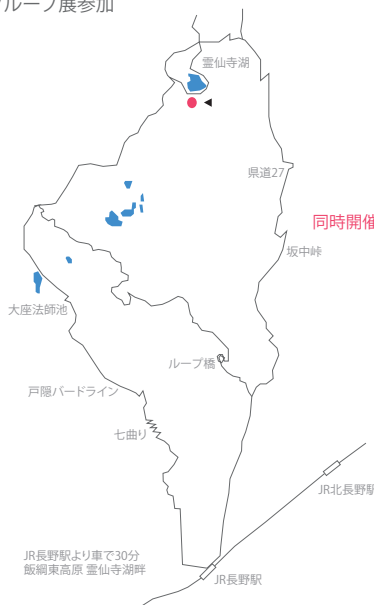 グループ展参加
霊仙寺湖
県道27
同時開催
坂中峠
大座法師池
ループ橋
戸隠バードライン
七曲り
JR北長野駅
JR長野駅より車で30分
飯綱東高原 霊仙寺湖畔
JR長野駅